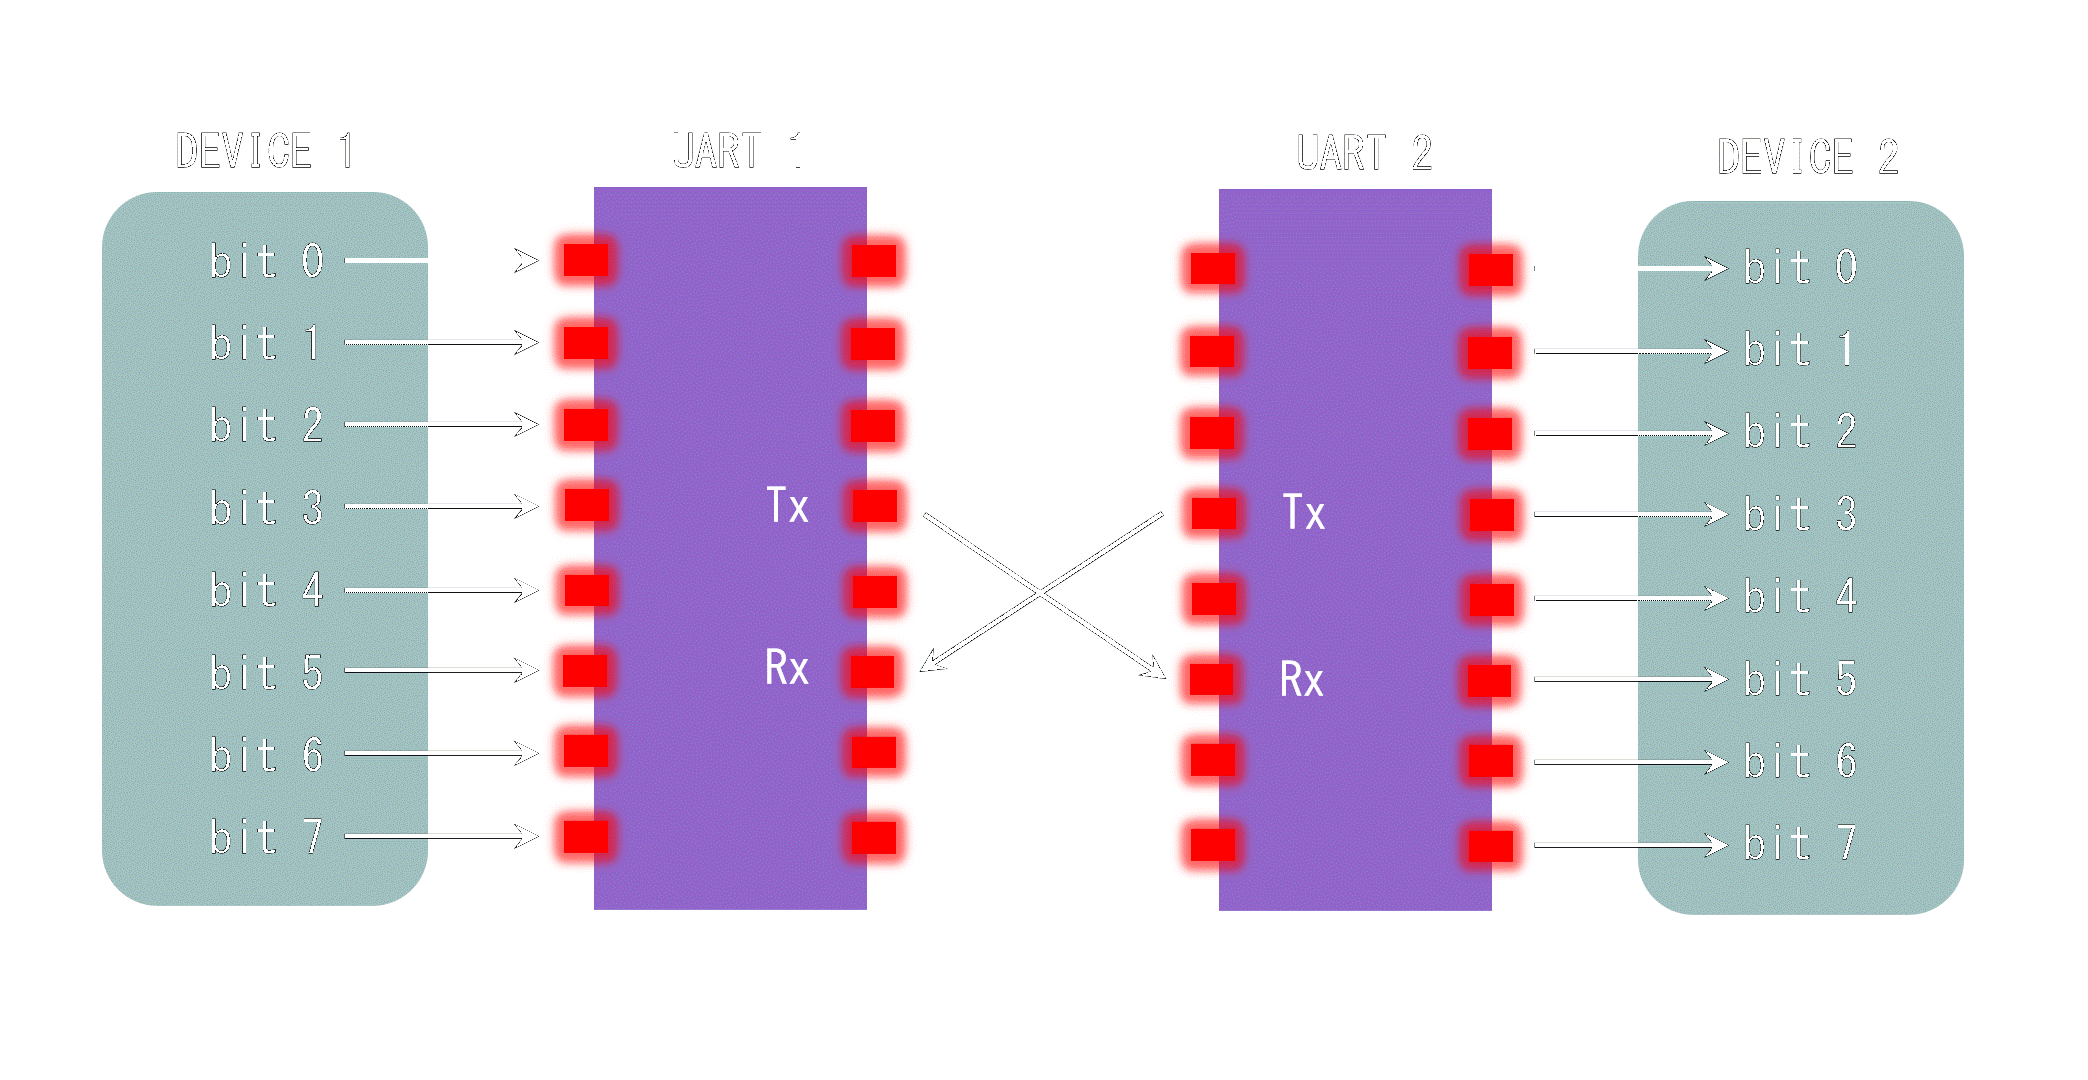 DEVICE 1
UART 1
UART 2
DEVICE 2
bit 0
bit 1
bit 2
bit 3
bit 4
bit 5
bit 6
bit 7
Tx
Rx
Tx
Rx
bit 0
bit 1
bit 2
bit 3
bit 4
bit 5
bit 6
bit 7